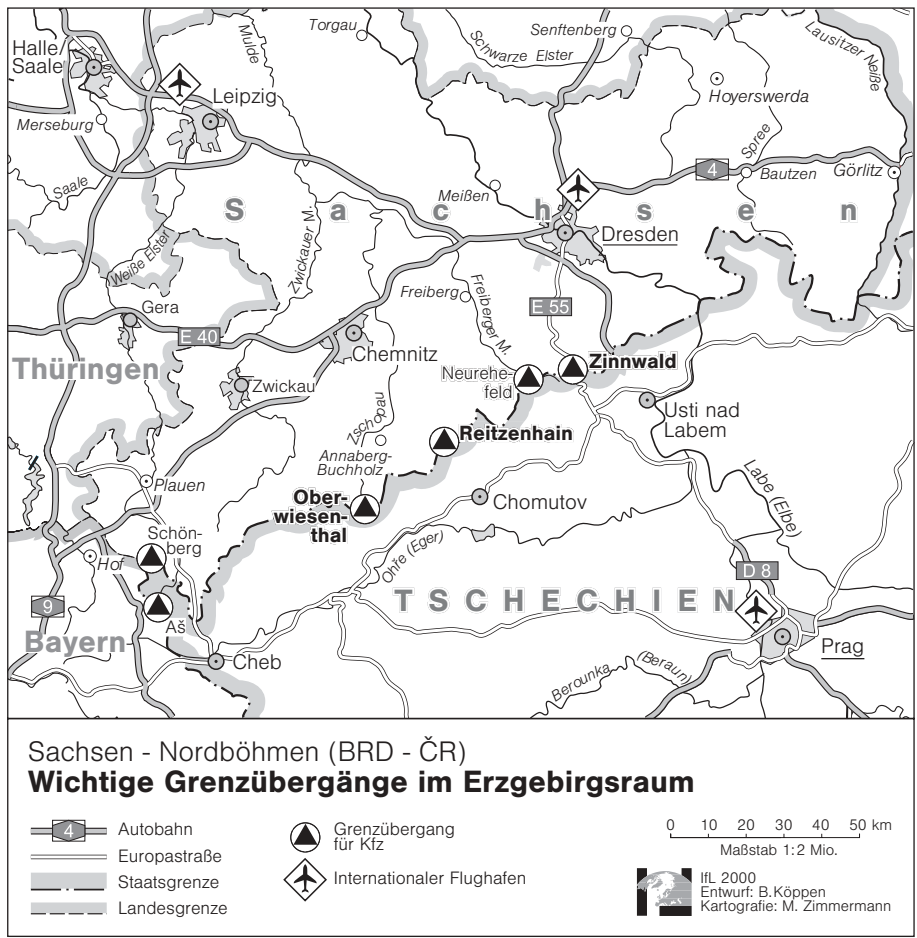 Torgau
Senftenberg
Mulde
Schwarze Elster
Lausitzer Neiße
Halle/
Saale
Leipzig
Hoyerswerda
Merseburg
Spree
4
Bautzen
Görlitz
Saale
Meißen
Sachsen
Dresden
Zwickauer M.
Weiße Elster
Freiberg
Freiberger M.
Gera
E 55
E 40
Chemnitz
Thüringen
Zinnwald
Neurehe-
feld
Zwickau
Usti nad
Labem
Zschopau
Reitzenhain
Annaberg-
Buchholz
Plauen
Labe (Elbe)
Ober-
wiesen-
thal
Chomutov
Schön-
berg
Hof
Ohře (Eger)
D 8
9
TSCHECHIEN
Aš
Bayern
Prag
Cheb
Berounka (Beraun)
Sachsen - Nordböhmen (BRD - ČR)
Wichtige Grenzübergänge im Erzgebirgsraum
4 Autobahn
Europastraße
Staatsgrenze
Landesgrenze
Grenzübergang
für Kfz
Internationaler Flughafen
0 10 20 30 40 50 km
Maßstab 1:2 Mio.
IfL 2000
Entwurf: B.Köppen
Kartografie: M. Zimmermann